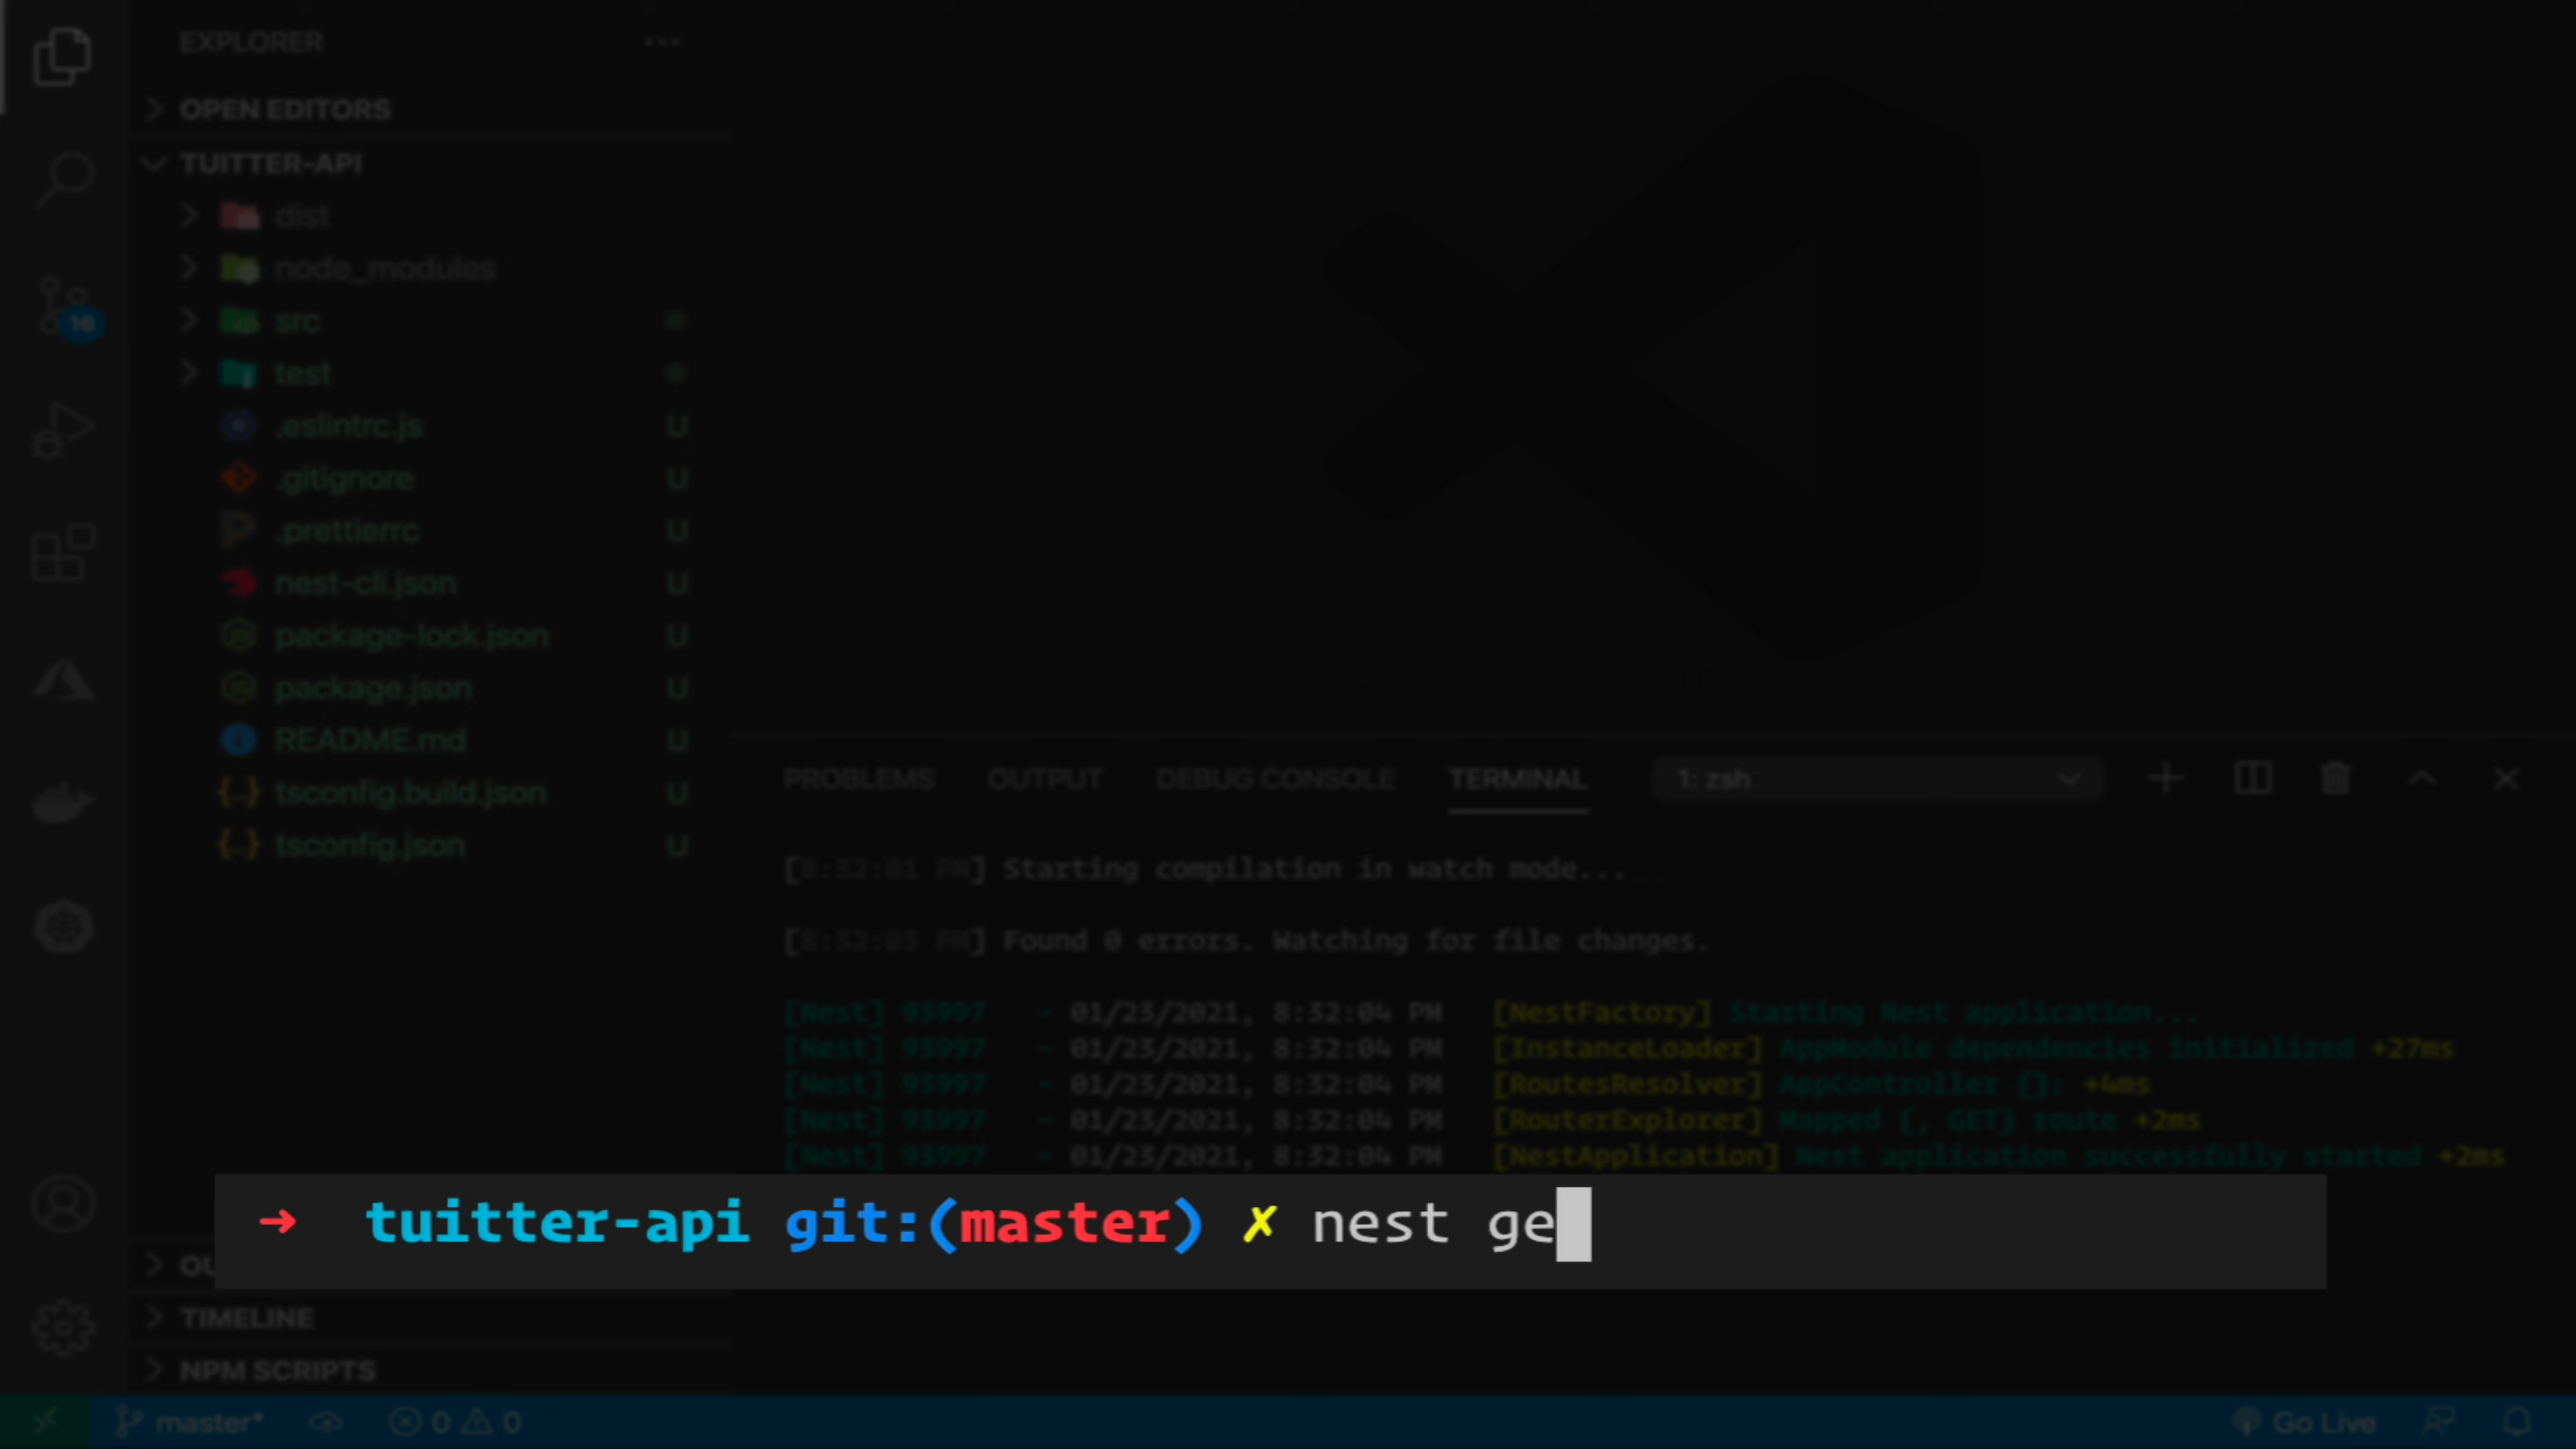 EXPLORER
OPEN EDITORS
TUITTER-API
dist
node_modules
16
src
test
.eslintrc.js U
.gitignore U
.prettierrc U
nest-cli.json U
package-lock.json U
package.json U
README.md U
tsconfig.build.json U
tsconfig.json U
PROBLEMS OUTPUT DEBUG CONSOLE TERMINAL 1: zsh
[8:32:01 PM] Starting compilation in watch mode...
[8:32:05 PM] Found 0 errors. Watching for file changes.
[Nest] 93997 - 01/23/2021, 8:32:04 PM [NestFactory] Starting Nest application...
[Nest] 93997 - 01/23/2021, 8:32:04 PM [InstanceLoader] AppModule dependencies initialized +27ms
[Nest] 93997 - 01/23/2021, 8:32:04 PM [RoutesResolver] AppController {}: +4ms
[Nest] 93997 - 01/23/2021, 8:32:04 PM [RouterExplorer] Mapped {, GET} route +2ms
[Nest] 93997 - 01/23/2021, 8:32:04 PM [NestApplication] Nest application successfully started +2ms
➜ tuitter-api git:(master) ✗ nest ge
OU
TIMELINE
NPM SCRIPTS
master* 0 0 Go Live